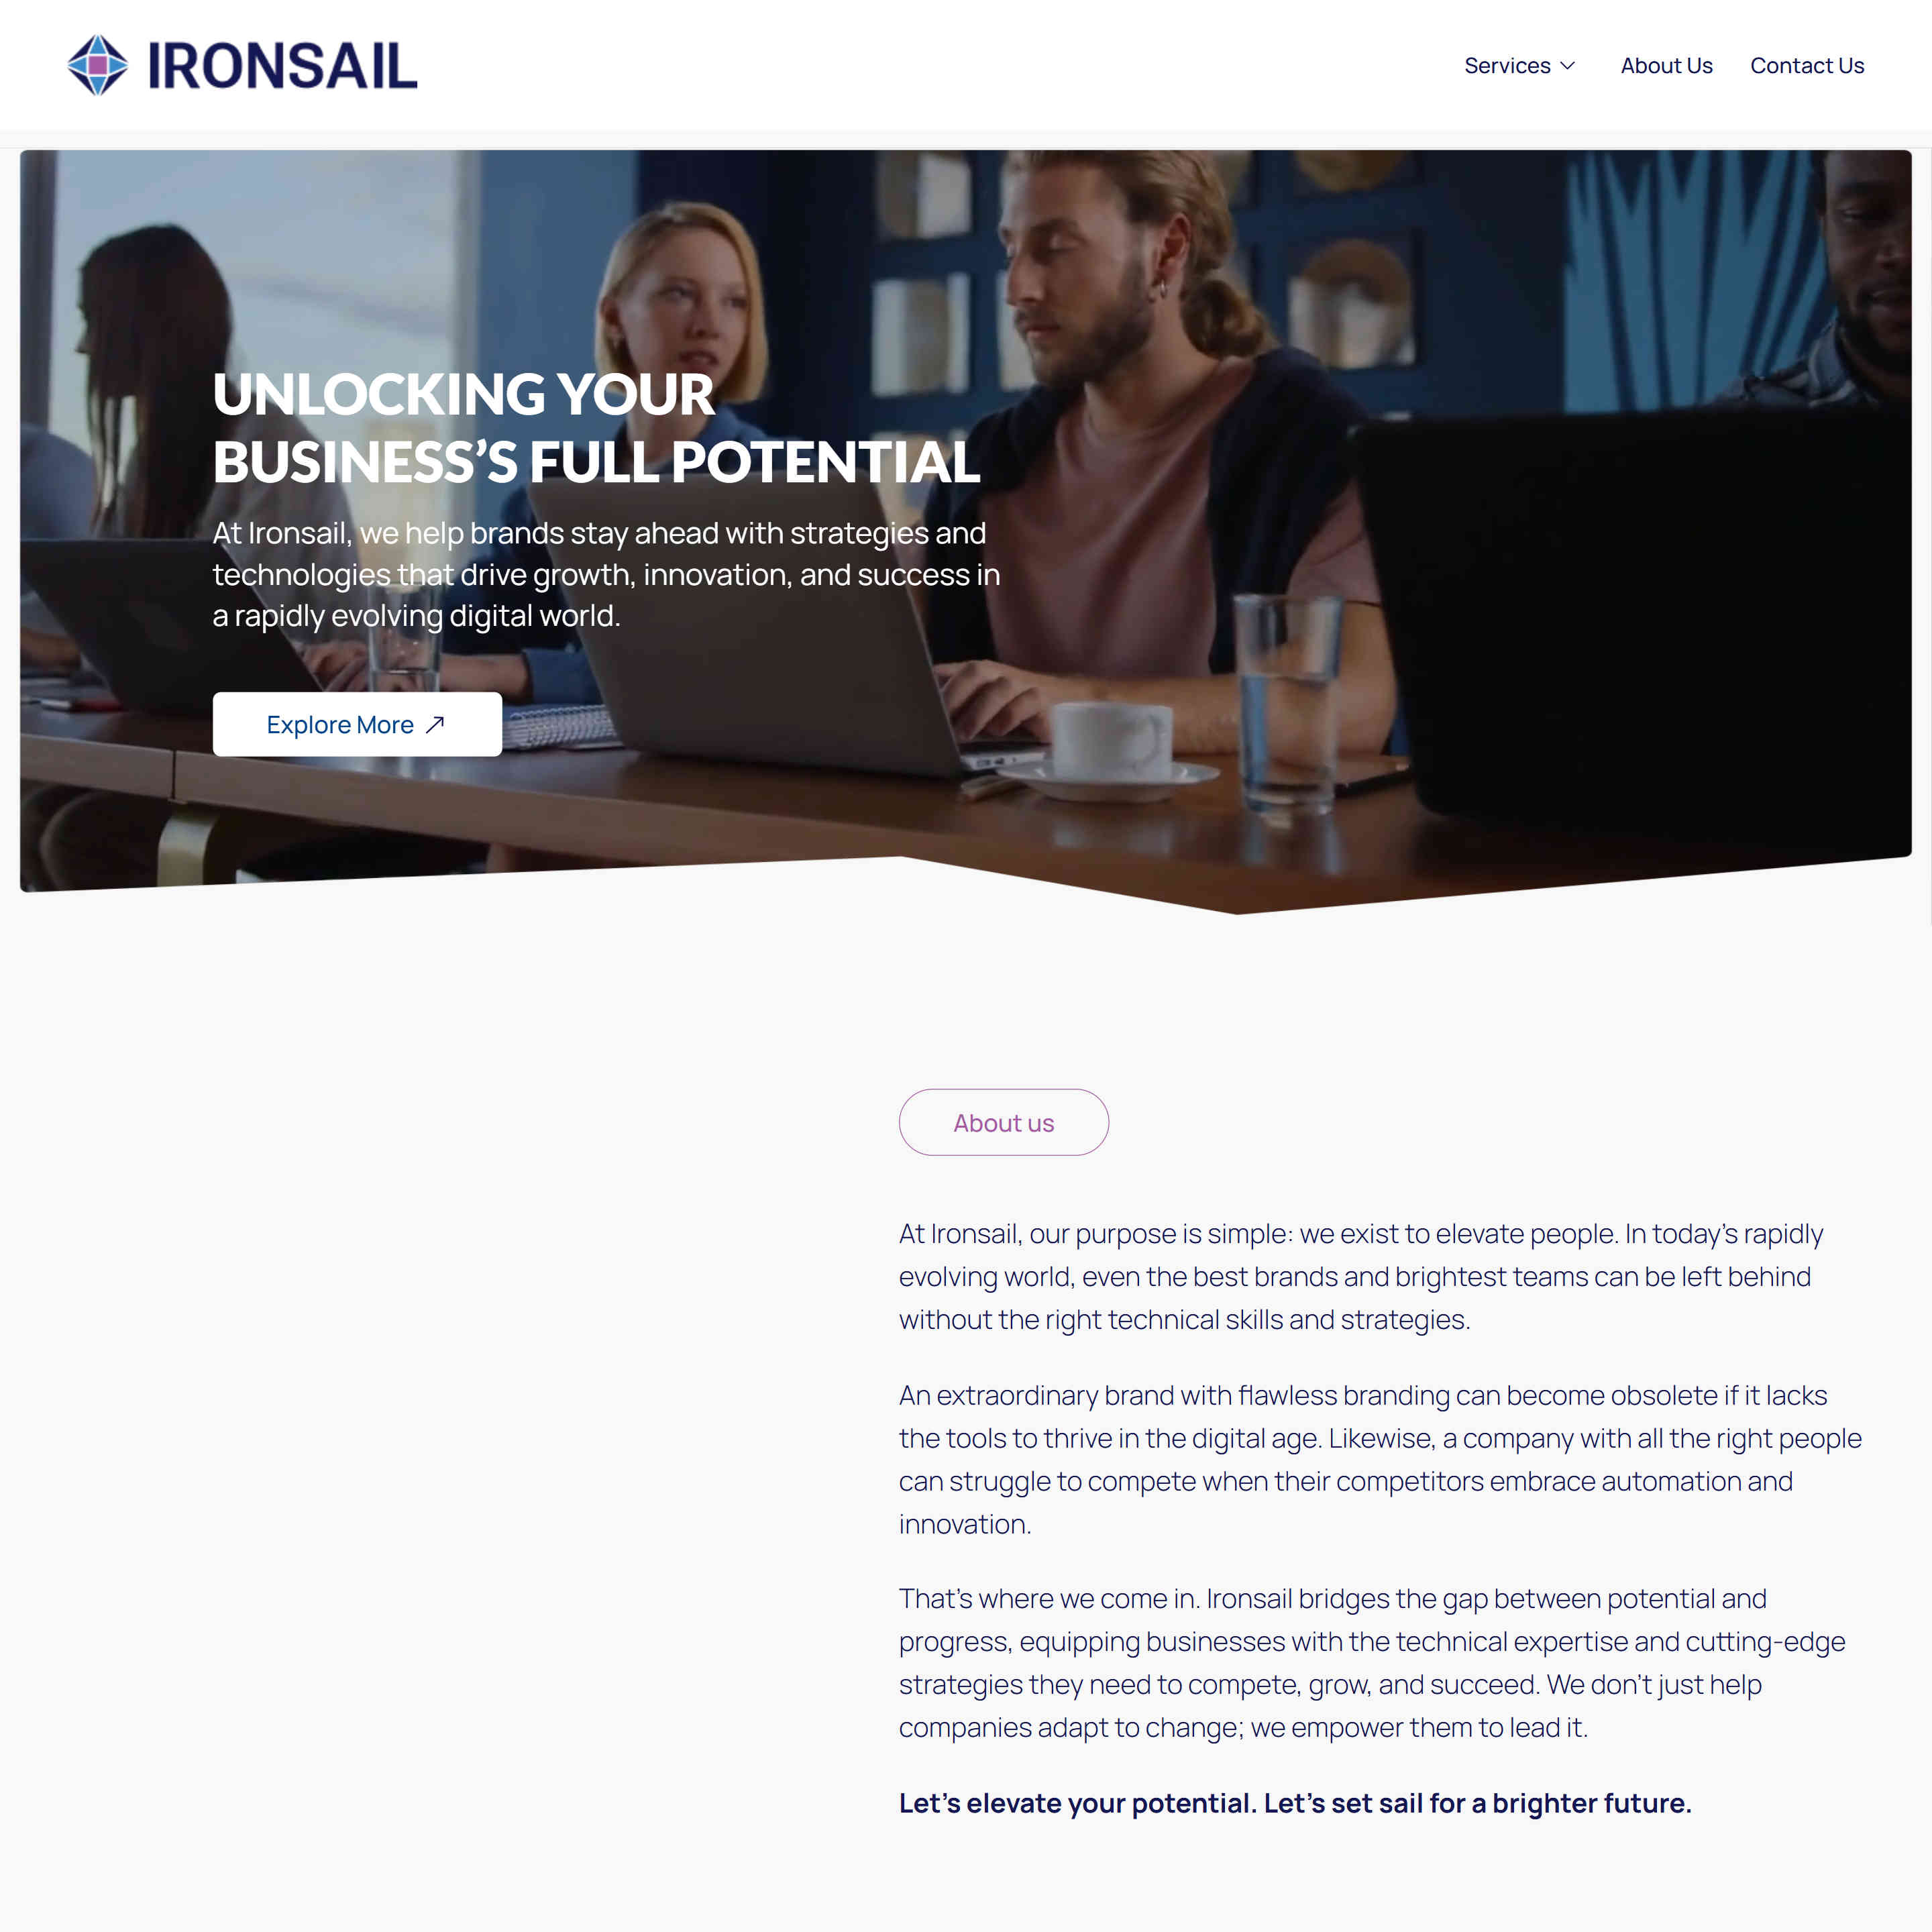 IRONSAIL
Services
About Us
Contact Us
UNLOCKING YOUR
BUSINESS’S FULL POTENTIAL
At Ironsail, we help brands stay ahead with strategies and
technologies that drive growth, innovation, and success in
a rapidly evolving digital world.
Explore More
About us
At Ironsail, our purpose is simple: we exist to elevate people. In today’s rapidly
evolving world, even the best brands and brightest teams can be left behind
without the right technical skills and strategies.
An extraordinary brand with flawless branding can become obsolete if it lacks
the tools to thrive in the digital age. Likewise, a company with all the right people
can struggle to compete when their competitors embrace automation and
innovation.
That’s where we come in. Ironsail bridges the gap between potential and
progress, equipping businesses with the technical expertise and cutting-edge
strategies they need to compete, grow, and succeed. We don’t just help
companies adapt to change; we empower them to lead it.
Let’s elevate your potential. Let’s set sail for a brighter future.